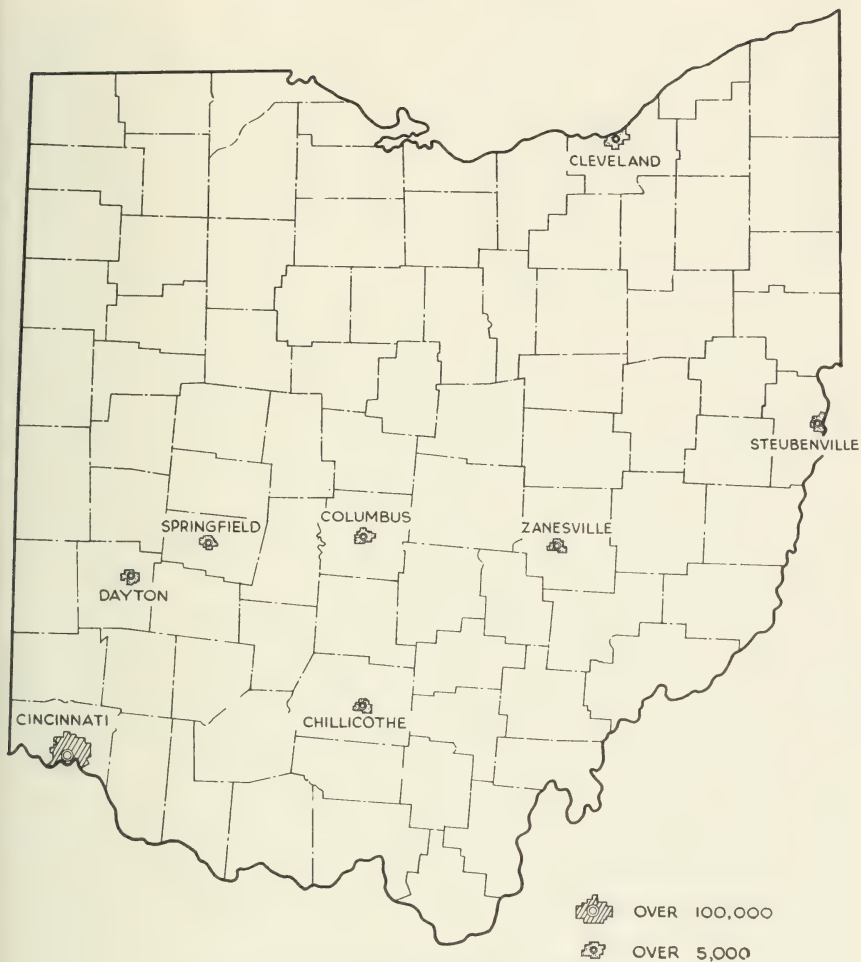 CLEVELAND
STEUBENVILLE
SPRINGFIELD
COLUMBUS
ZANESVILLE
DAYTON
CINCINNATI
CHILLICOTHE
OVER 100,000
OVER 5,000